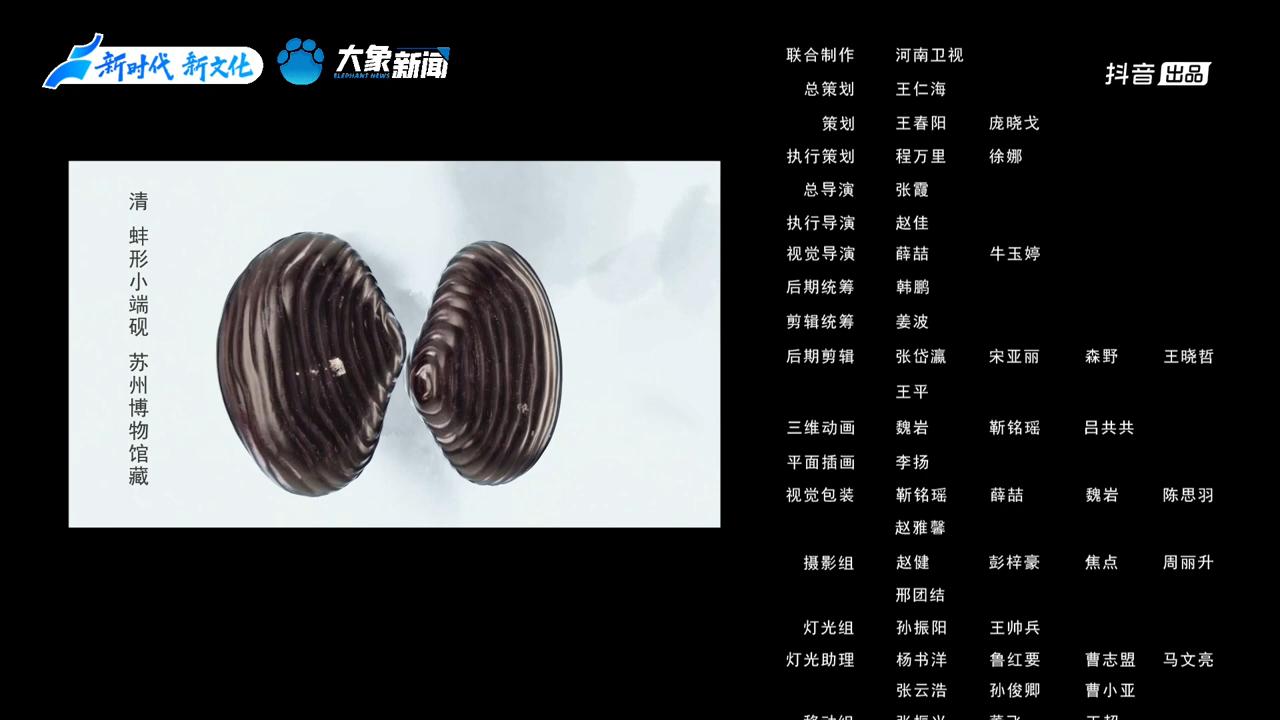 新时代 新文化
大象新闻
ELEPHANT NEWS
抖音出品
清 蚌形小端砚 苏州博物馆藏
联合制作 河南卫视
总策划 王仁海
策划 王春阳 庞晓戈
执行策划 程万里 徐娜
总导演 张霞
执行导演 赵佳
视觉导演 薛喆 牛玉婷
后期统筹 韩鹏
剪辑统筹 姜波
后期剪辑 张岱瀛 宋亚丽 森野 王晓哲
王平
三维动画 魏岩 靳铭瑶 吕共共
平面插画 李扬
视觉包装 靳铭瑶 薛喆 魏岩 陈思羽
赵雅馨
摄影组 赵健 彭梓豪 焦点 周丽升
邢团结
灯光组 孙振阳 王帅兵
灯光助理 杨书洋 鲁红要 曹志盟 马文亮
张云浩 孙俊卿 曹小亚